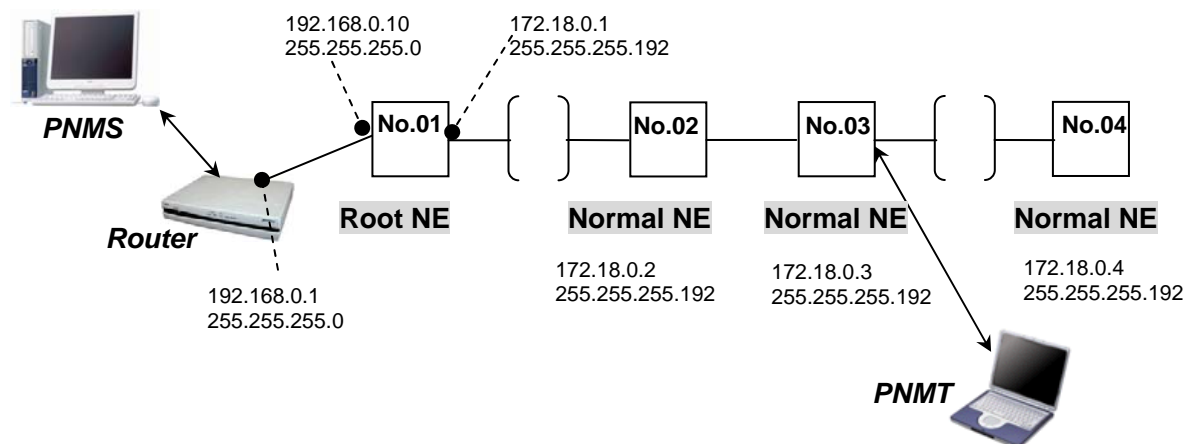 192.168.0.10
255.255.255.0
172.18.0.1
255.255.255.192
PNMS
No.01
No.02
No.03
No.04
Router
Root NE
Normal NE
Normal NE
Normal NE
192.168.0.1
255.255.255.0
172.18.0.2
255.255.255.192
172.18.0.3
255.255.255.192
172.18.0.4
255.255.255.192
PNMT